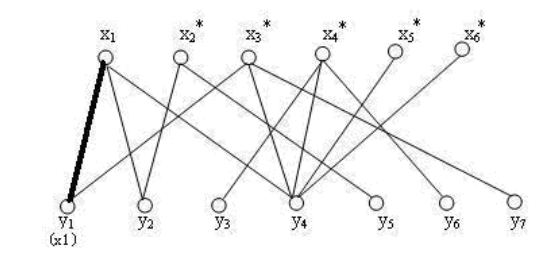 x₁ x₂* x₃* x₄* x₅* x₆*
y₁ y₂ y₃ y₄ y₅ y₆ y₇
(x1)